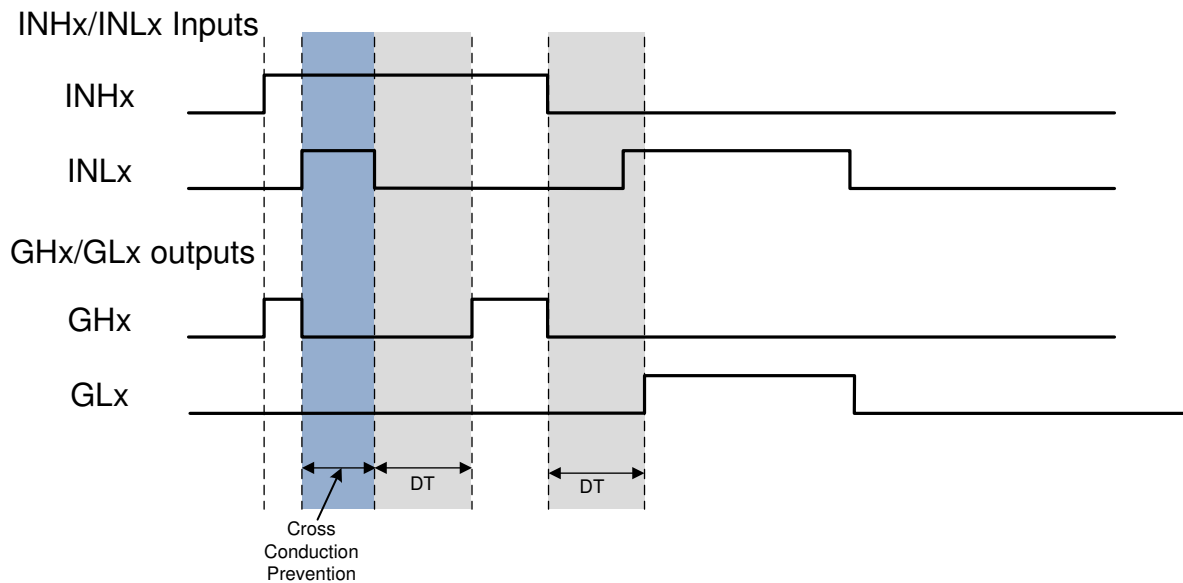 INHx/INLx Inputs
INHx
INLx
GHx/GLx outputs
GHx
GLx
DT
DT
Cross
Conduction
Prevention